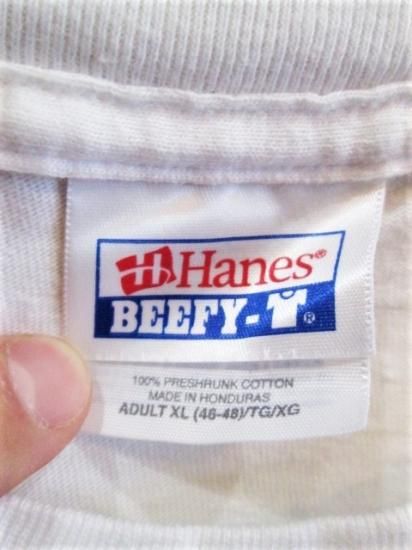 Hanes®
BEEFY-T®
100% PRESHRUNK COTTON
MADE IN HONDURAS
ADULT XL (46-48)/TG/XG